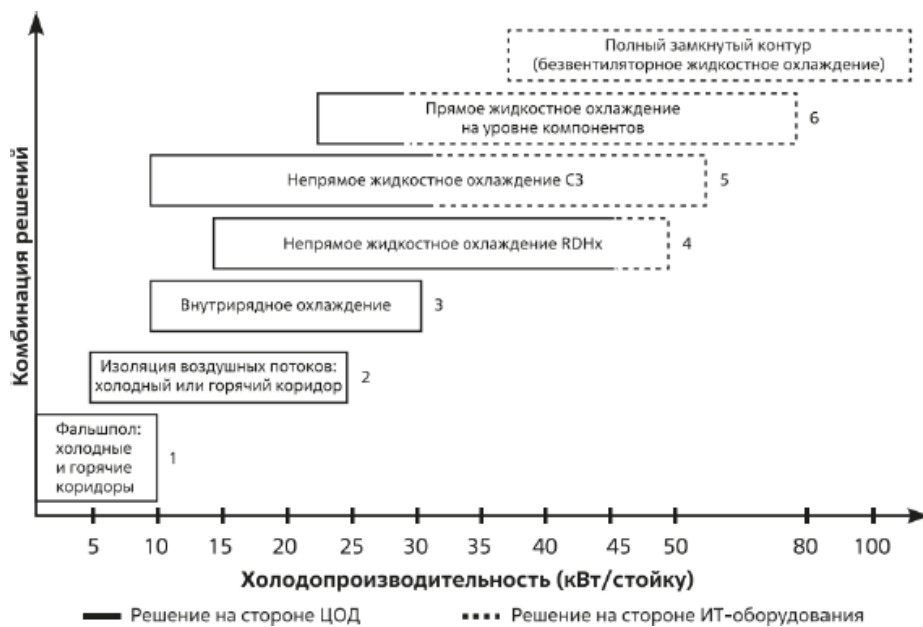 Комбинация решений
Полный замкнутый контур
(безвентиляторное жидкостное охлаждение)
Прямое жидкостное охлаждение
на уровне компонентов
6
Непрямое жидкостное охлаждение C3
5
Непрямое жидкостное охлаждение RDHx
4
Внутрирядное охлаждение
3
Изоляция воздушных потоков:
холодный или горячий коридор
2
Фальшпол:
холодные
и горячие
коридоры
1
5 10 15 20 25 30 35 40 45 50 80 100
Холодопроизводительность (кВт/стойку)
Решение на стороне ЦОД
Решение на стороне ИТ-оборудования